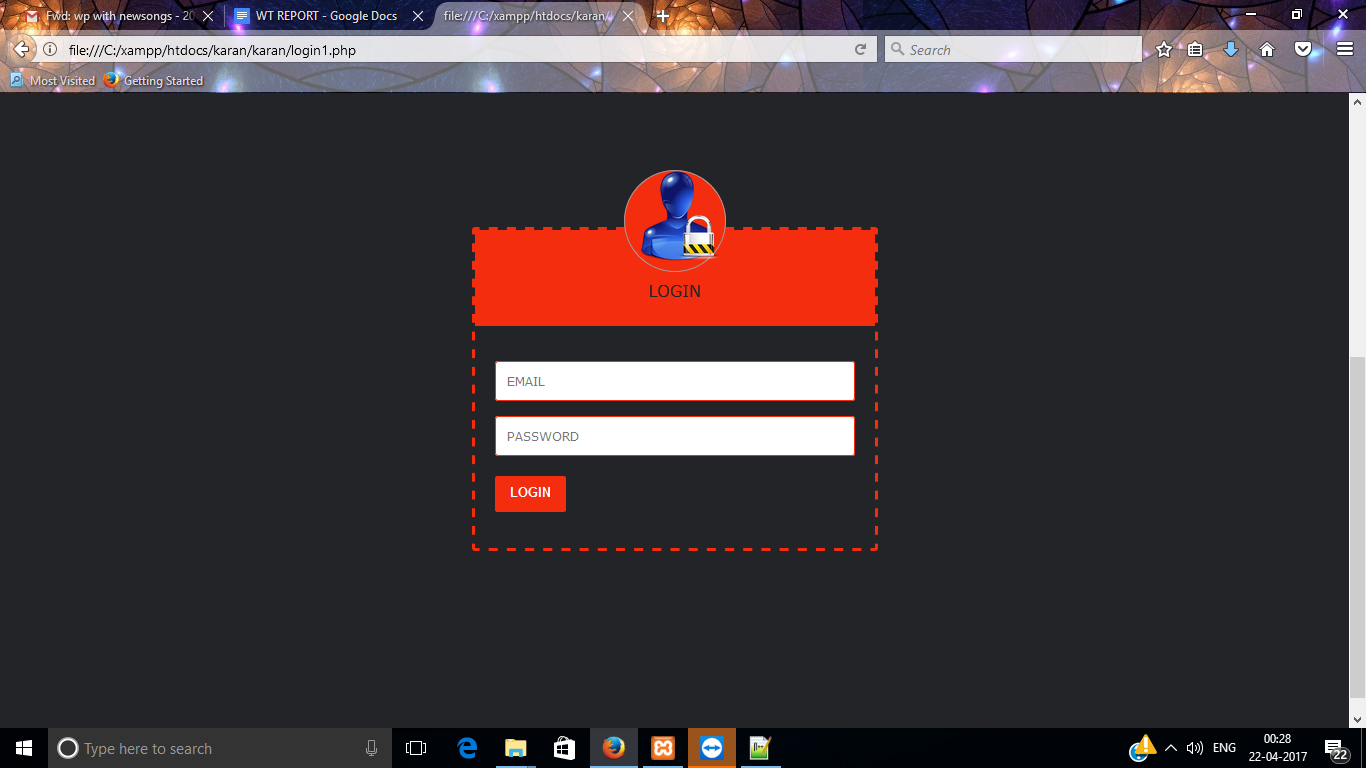 Fwd: wp with newsongs - 20
WT REPORT - Google Docs
file:///C:/xampp/htdocs/karan/
file:///C:/xampp/htdocs/karan/karan/login1.php
Search
Most Visited
Getting Started
LOGIN
EMAIL
PASSWORD
LOGIN
Type here to search
ENG
00:28
22-04-2017
22